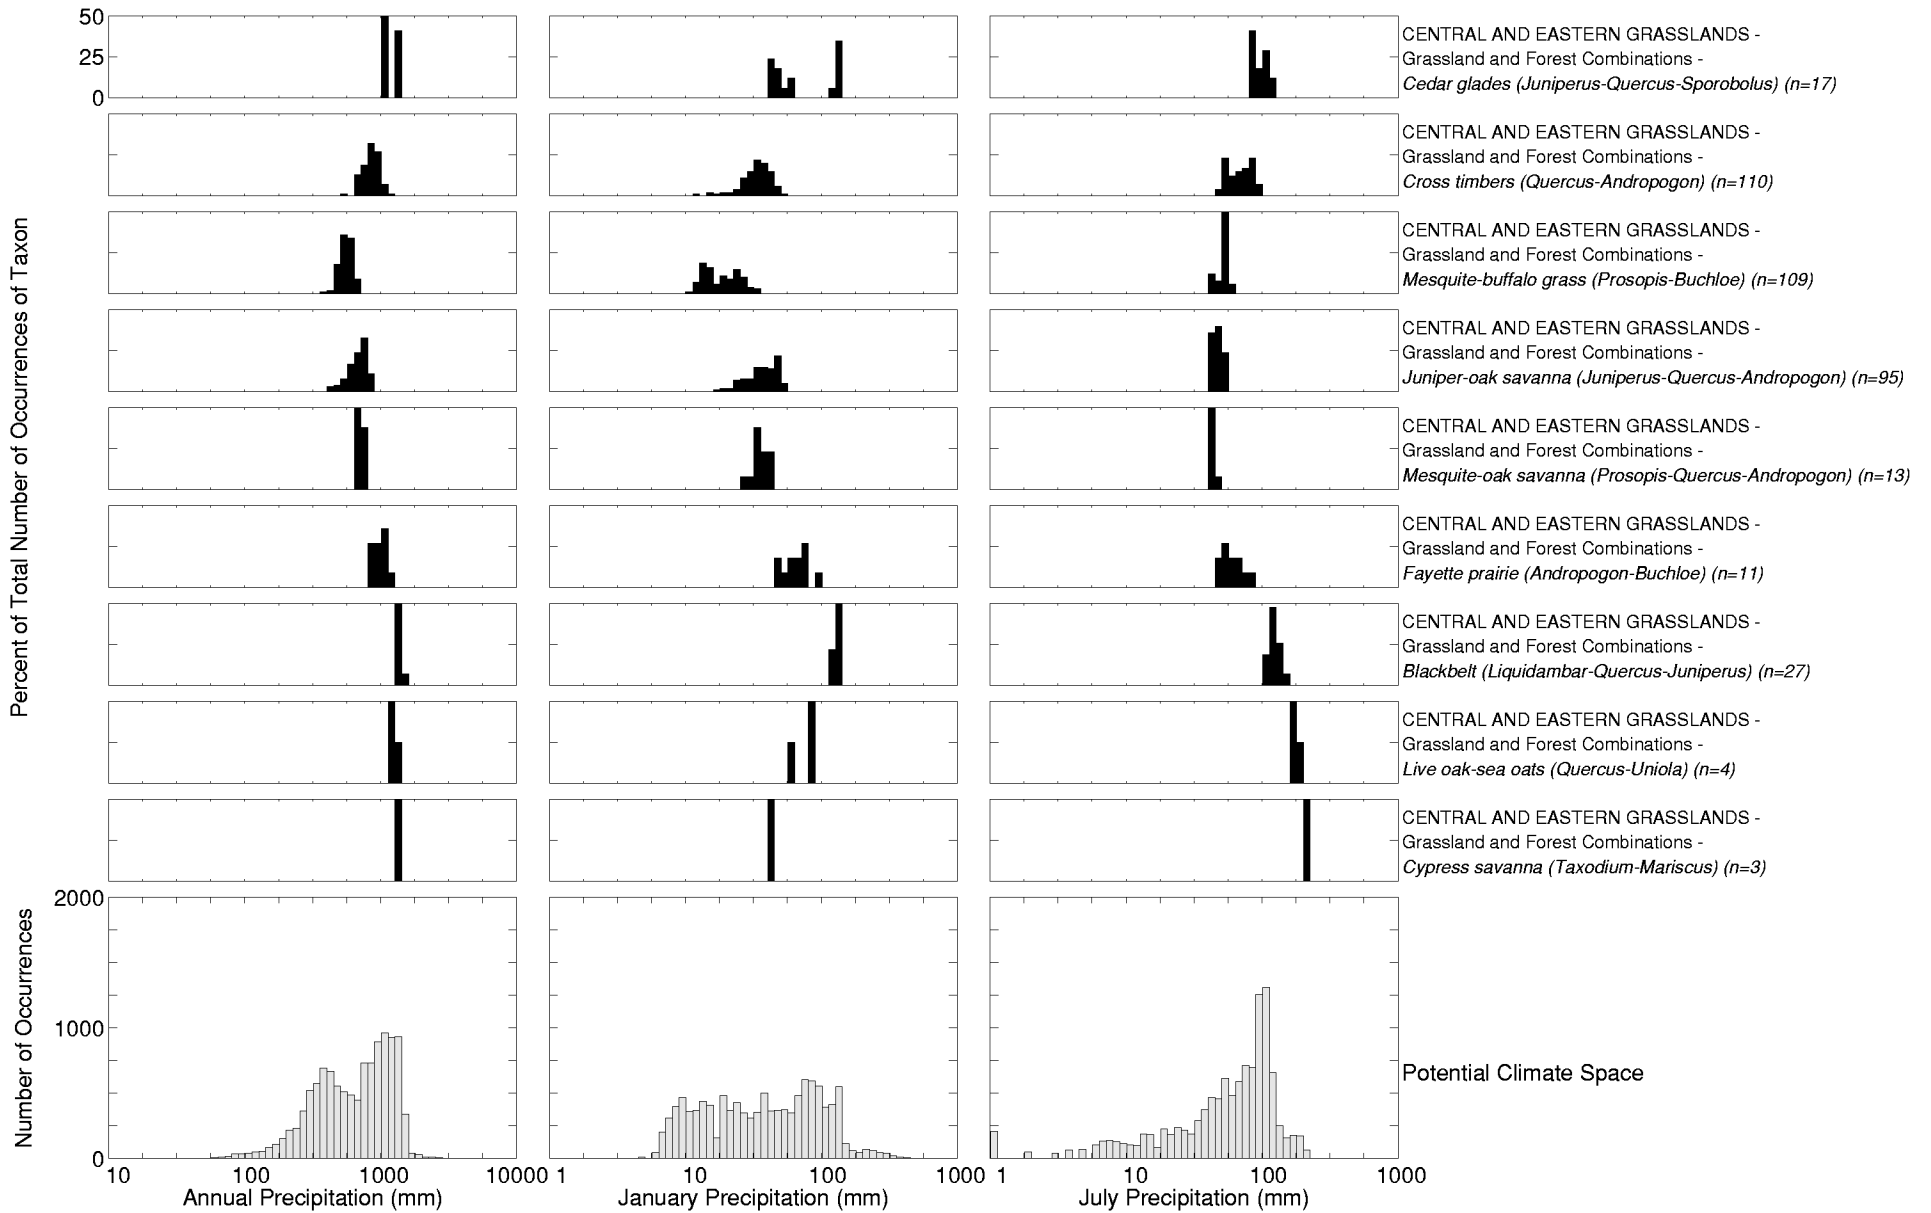 50
25
0
CENTRAL AND EASTERN GRASSLANDS -
Grassland and Forest Combinations -
Cedar glades (Juniperus-Quercus-Sporobolus) (n=17)
CENTRAL AND EASTERN GRASSLANDS -
Grassland and Forest Combinations -
Cross timbers (Quercus-Andropogon) (n=110)
CENTRAL AND EASTERN GRASSLANDS -
Grassland and Forest Combinations -
Mesquite-buffalo grass (Prosopis-Buchloe) (n=109)
CENTRAL AND EASTERN GRASSLANDS -
Grassland and Forest Combinations -
Juniper-oak savanna (Juniperus-Quercus-Andropogon) (n=95)
CENTRAL AND EASTERN GRASSLANDS -
Grassland and Forest Combinations -
Mesquite-oak savanna (Prosopis-Quercus-Andropogon) (n=13)
CENTRAL AND EASTERN GRASSLANDS -
Grassland and Forest Combinations -
Fayette prairie (Andropogon-Buchloe) (n=11)
CENTRAL AND EASTERN GRASSLANDS -
Grassland and Forest Combinations -
Blackbelt (Liquidambar-Quercus-Juniperus) (n=27)
CENTRAL AND EASTERN GRASSLANDS -
Grassland and Forest Combinations -
Live oak-sea oats (Quercus-Uniola) (n=4)
CENTRAL AND EASTERN GRASSLANDS -
Grassland and Forest Combinations -
Cypress savanna (Taxodium-Mariscus) (n=3)
Percent of Total Number of Occurrences of Taxon
2000
1000
0
Number of Occurrences
Potential Climate Space
10 100 1000 10000
Annual Precipitation (mm)
1 10 100 1000
January Precipitation (mm)
1 10 100 1000
July Precipitation (mm)